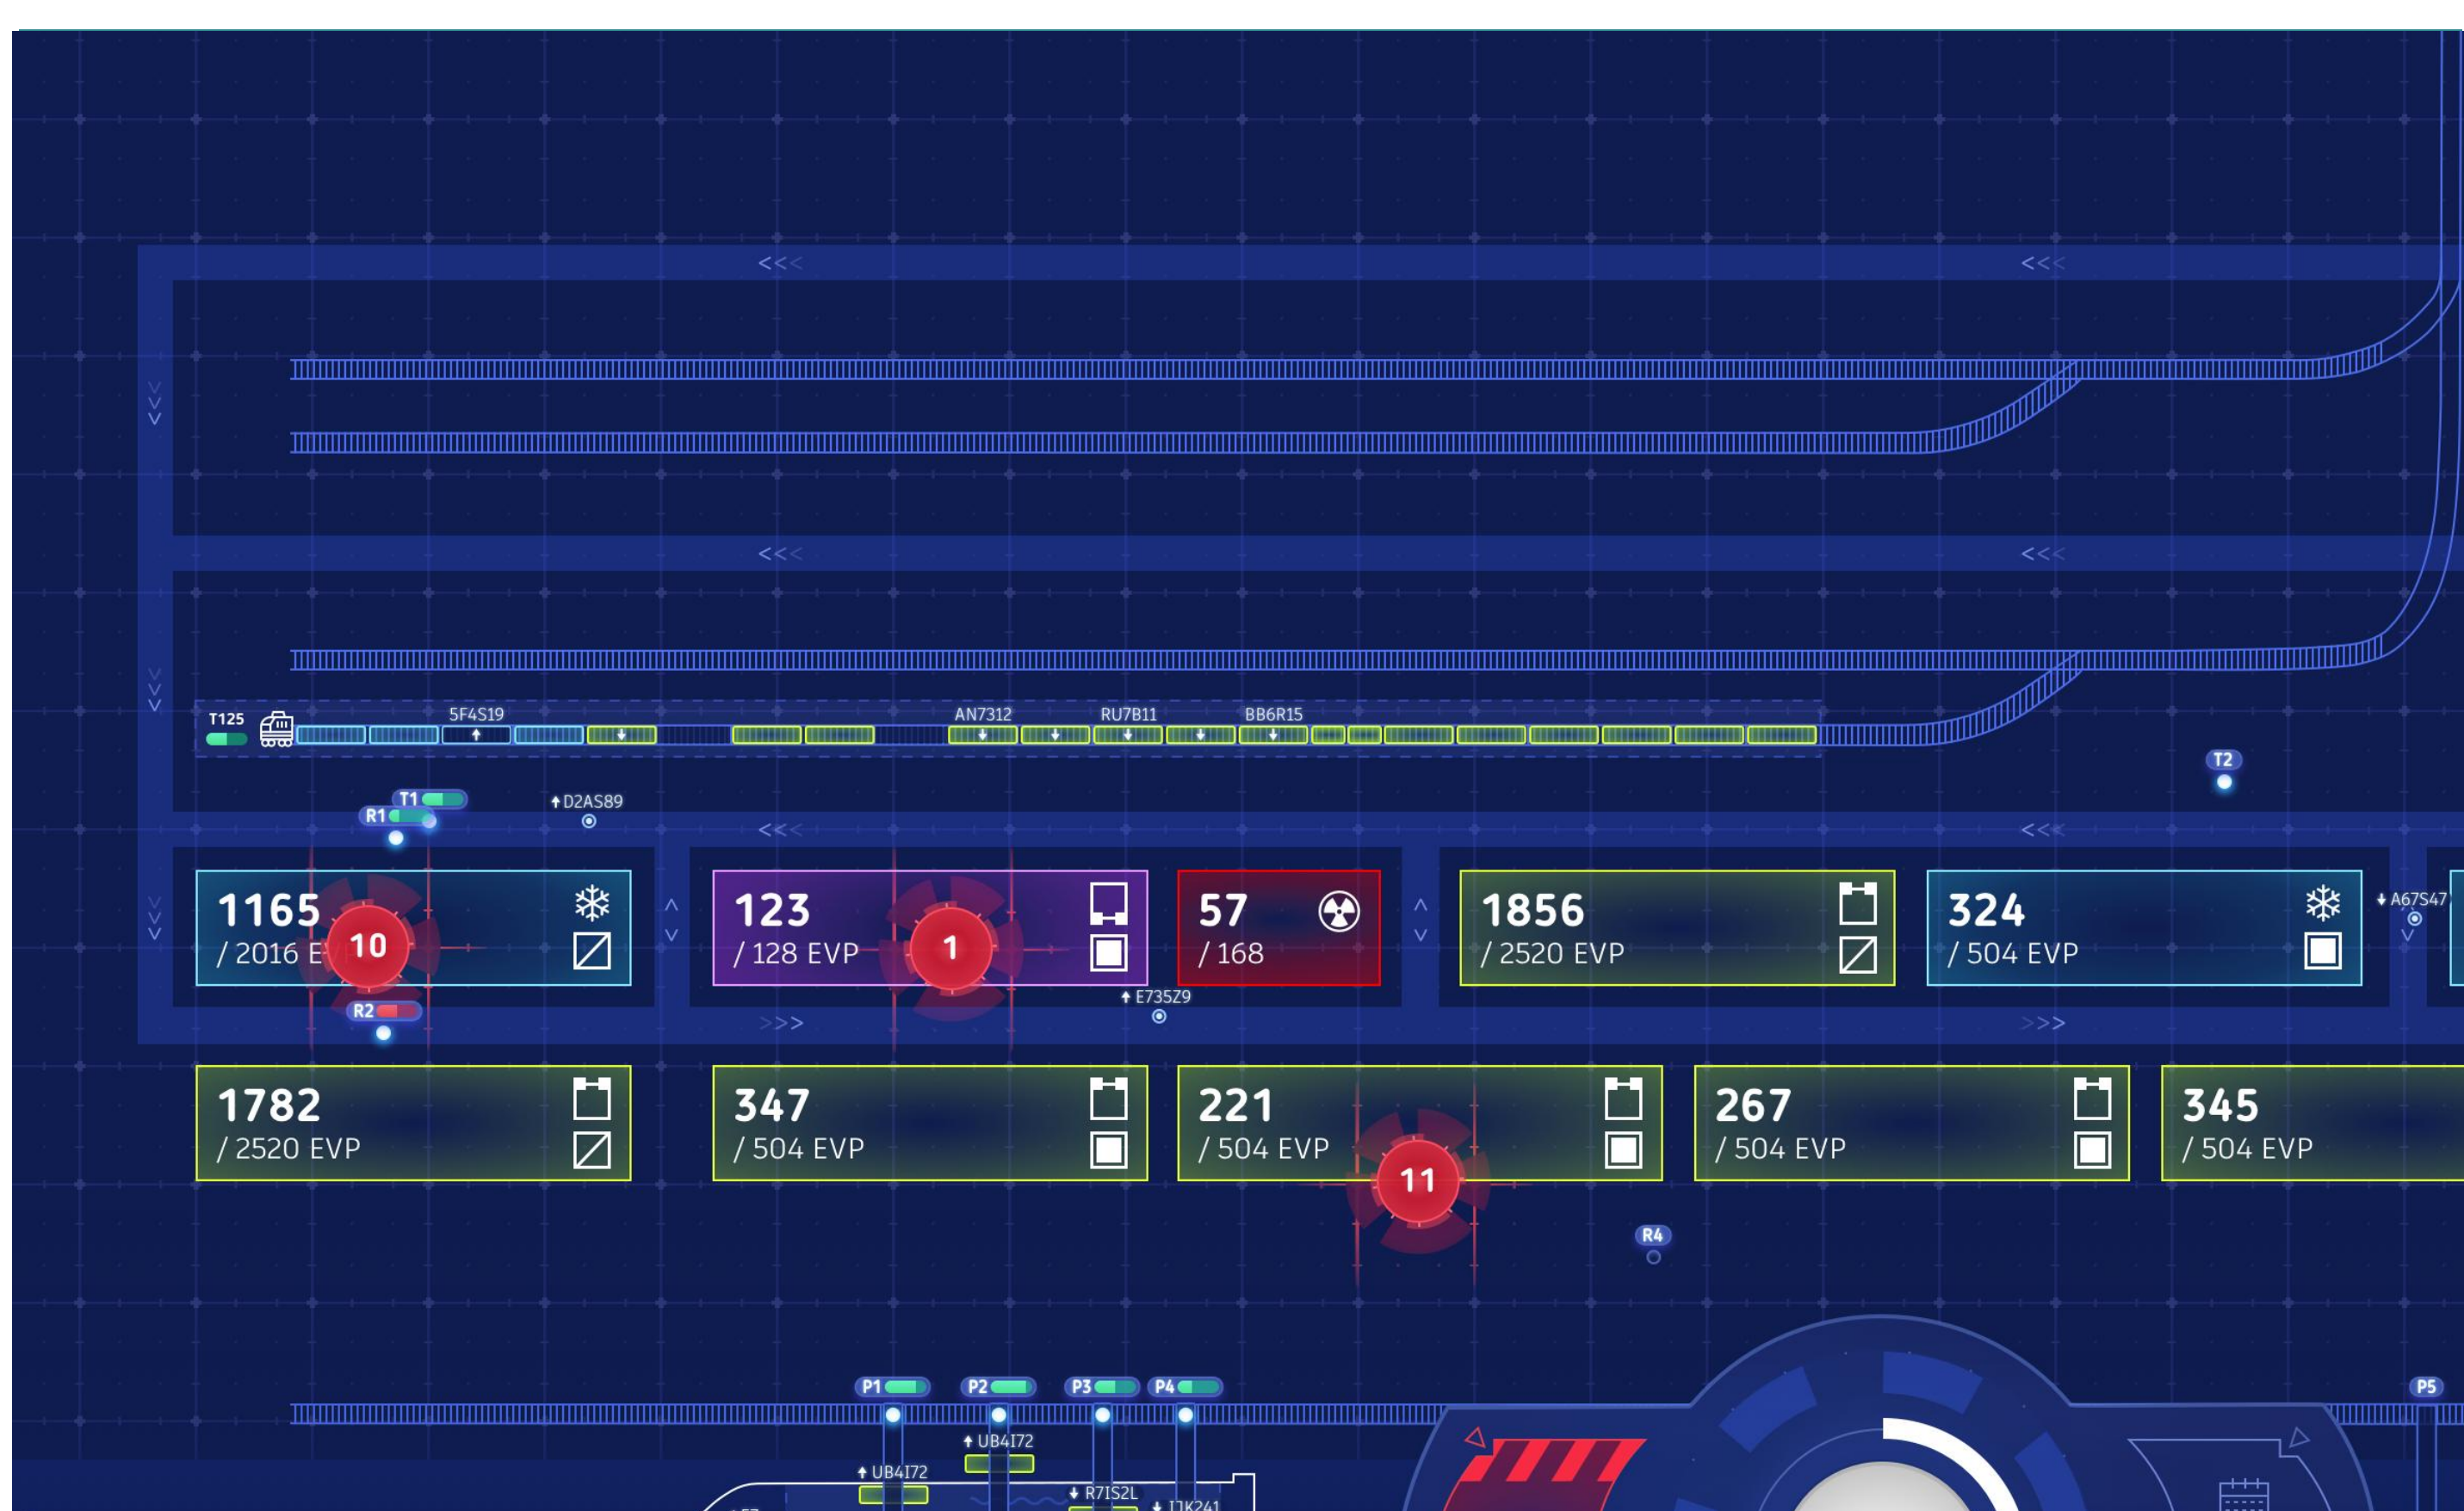 <<<
<<<
<<<
<<<
5F4S19
AN7312
RU7B11
BB6R15
T125
T2
T1
D2AS89
R1
<<<
<<<
1165
/ 2016 E
10
123
/ 128 EVP
1
57
/ 168
1856
/ 2520 EVP
324
/ 504 EVP
A67S47
E735Z9
R2
>>>
>>>
1782
/ 2520 EVP
347
/ 504 EVP
221
/ 504 EVP
11
267
/ 504 EVP
345
/ 504 EVP
R4
P1
P2
P3
P4
P5
UB4I72
UB4I72
R7IS2L